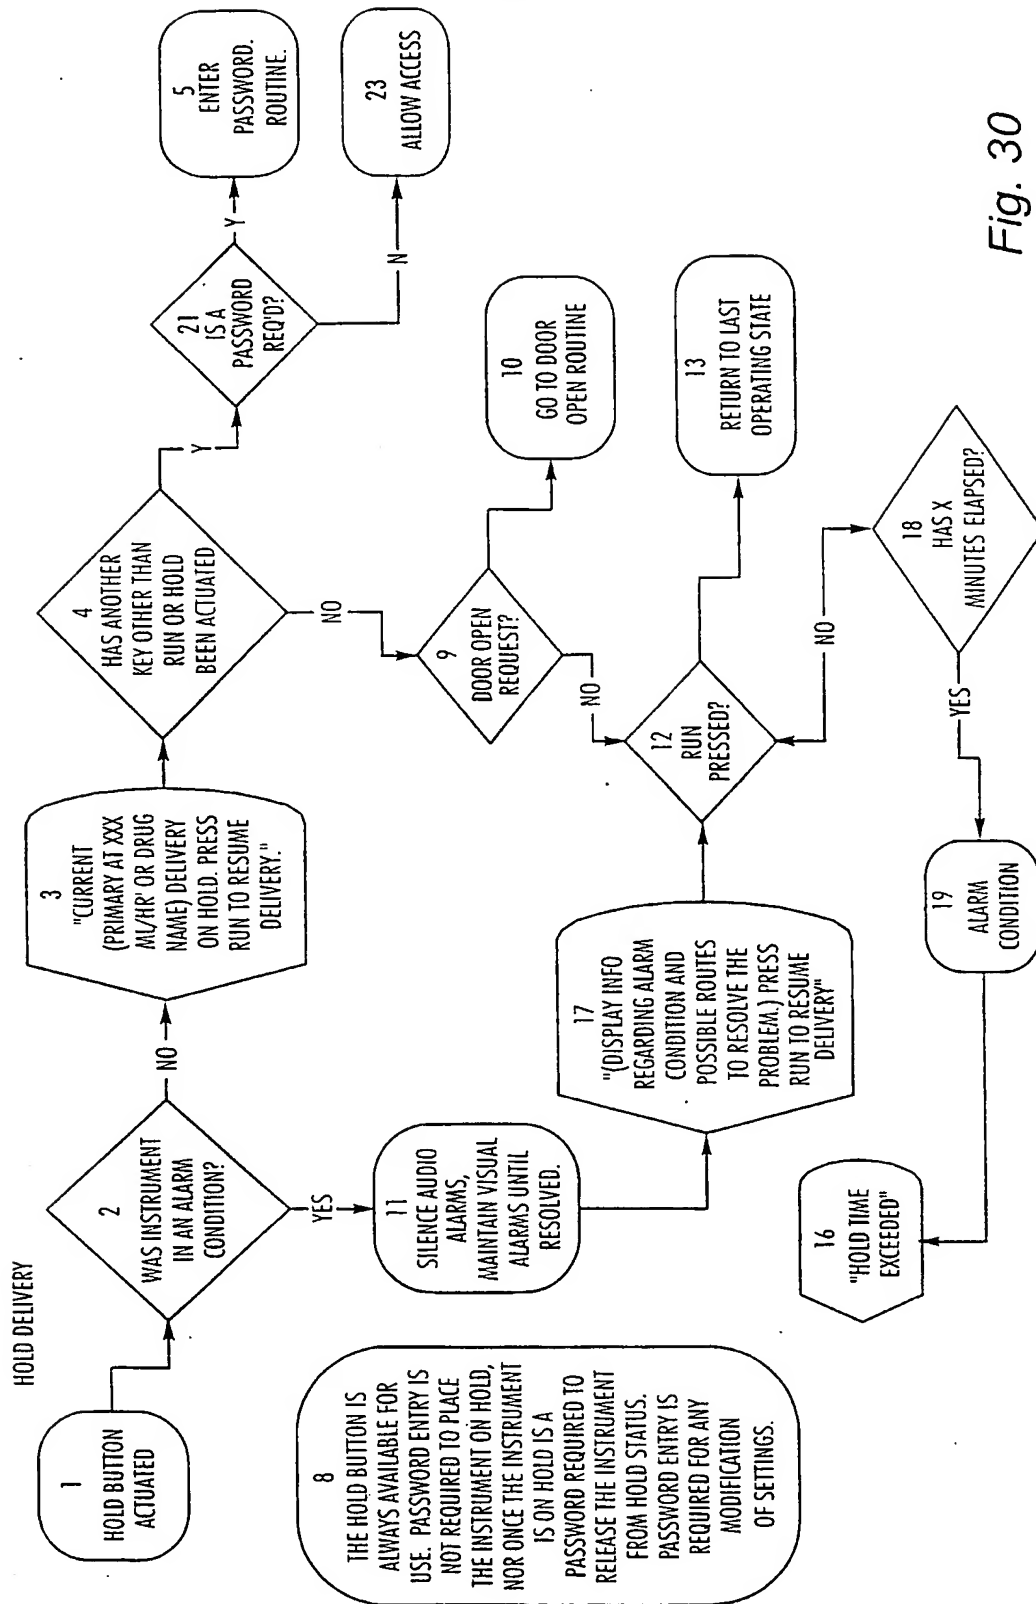 HOLD DELIVERY
1
HOLD BUTTON
ACTUATED
2
WAS INSTRUMENT
IN AN ALARM
CONDITION?
NO
YES
3
"CURRENT
(PRIMARY AT XXX
ML/HR' OR DRUG
NAME) DELIVERY
ON HOLD. PRESS
RUN TO RESUME
DELIVERY."
4
HAS ANOTHER
KEY OTHER THAN
RUN OR HOLD
BEEN ACTUATED
Y
NO
21
IS A
PASSWORD
REQ'D?
Y
N
5
ENTER
PASSWORD.
ROUTINE.
23
ALLOW ACCESS
9
DOOR OPEN
REQUEST?
NO
10
GO TO DOOR
OPEN ROUTINE
11
SILENCE AUDIO
ALARMS,
MAINTAIN VISUAL
ALARMS UNTIL
RESOLVED.
17
"(DISPLAY INFO
REGARDING ALARM
CONDITION AND
POSSIBLE ROUTES
TO RESOLVE THE
PROBLEM.) PRESS
RUN TO RESUME
DELIVERY"
12
RUN
PRESSED?
NO
13
RETURN TO LAST
OPERATING STATE
18
HAS X
MINUTES ELAPSED?
YES
19
ALARM
CONDITION
16
"HOLD TIME
EXCEEDED"
8
THE HOLD BUTTON IS
ALWAYS AVAILABLE FOR
USE. PASSWORD ENTRY IS
NOT REQUIRED TO PLACE
THE INSTRUMENT ON HOLD,
NOR ONCE THE INSTRUMENT
IS ON HOLD IS A
PASSWORD REQUIRED TO
RELEASE THE INSTRUMENT
FROM HOLD STATUS.
PASSWORD ENTRY IS
REQUIRED FOR ANY
MODIFICATION
OF SETTINGS.
Fig. 30